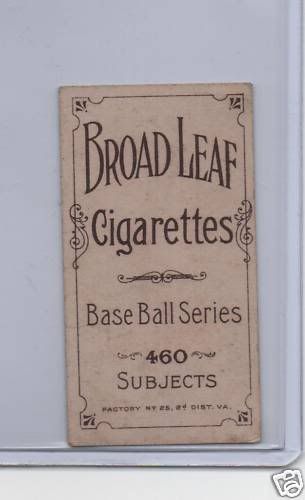 BROAD LEAF
Cigarettes
Base Ball Series
460
SUBJECTS
FACTORY Nº 25, 2d DIST. VA.